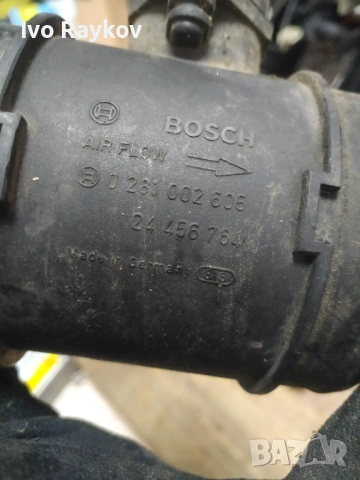 Ivo Raykov
BOSCH
AIR FLOW
0 281 002 605
24 456 764
Made in Germany
BAZAR